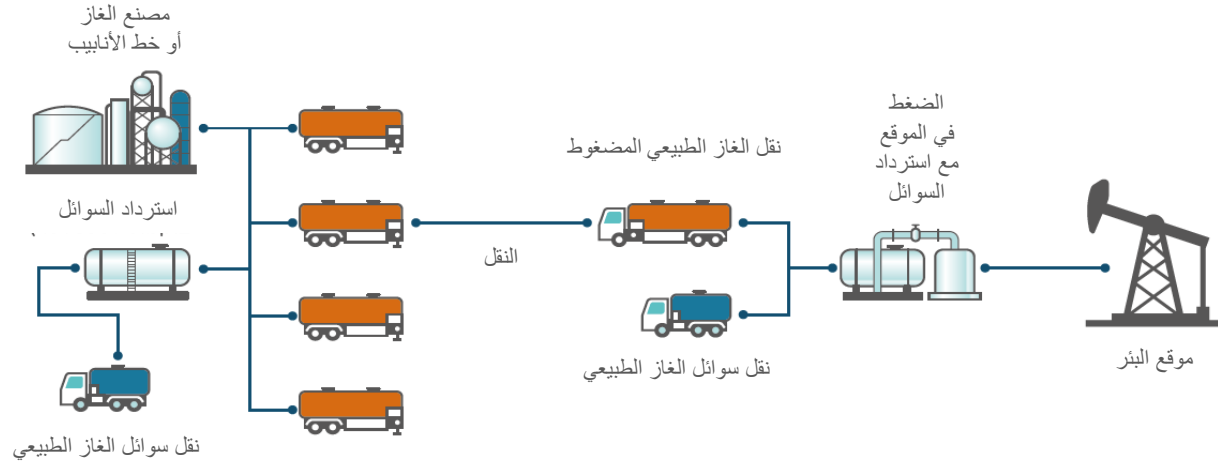 مصنع الغاز
أو خط الأنابيب
استرداد السوائل
نقل سوائل الغاز الطبيعي
النقل
نقل الغاز الطبيعي المضغوط
نقل سوائل الغاز الطبيعي
الضغط
في الموقع
مع استرداد
السوائل
موقع البئر